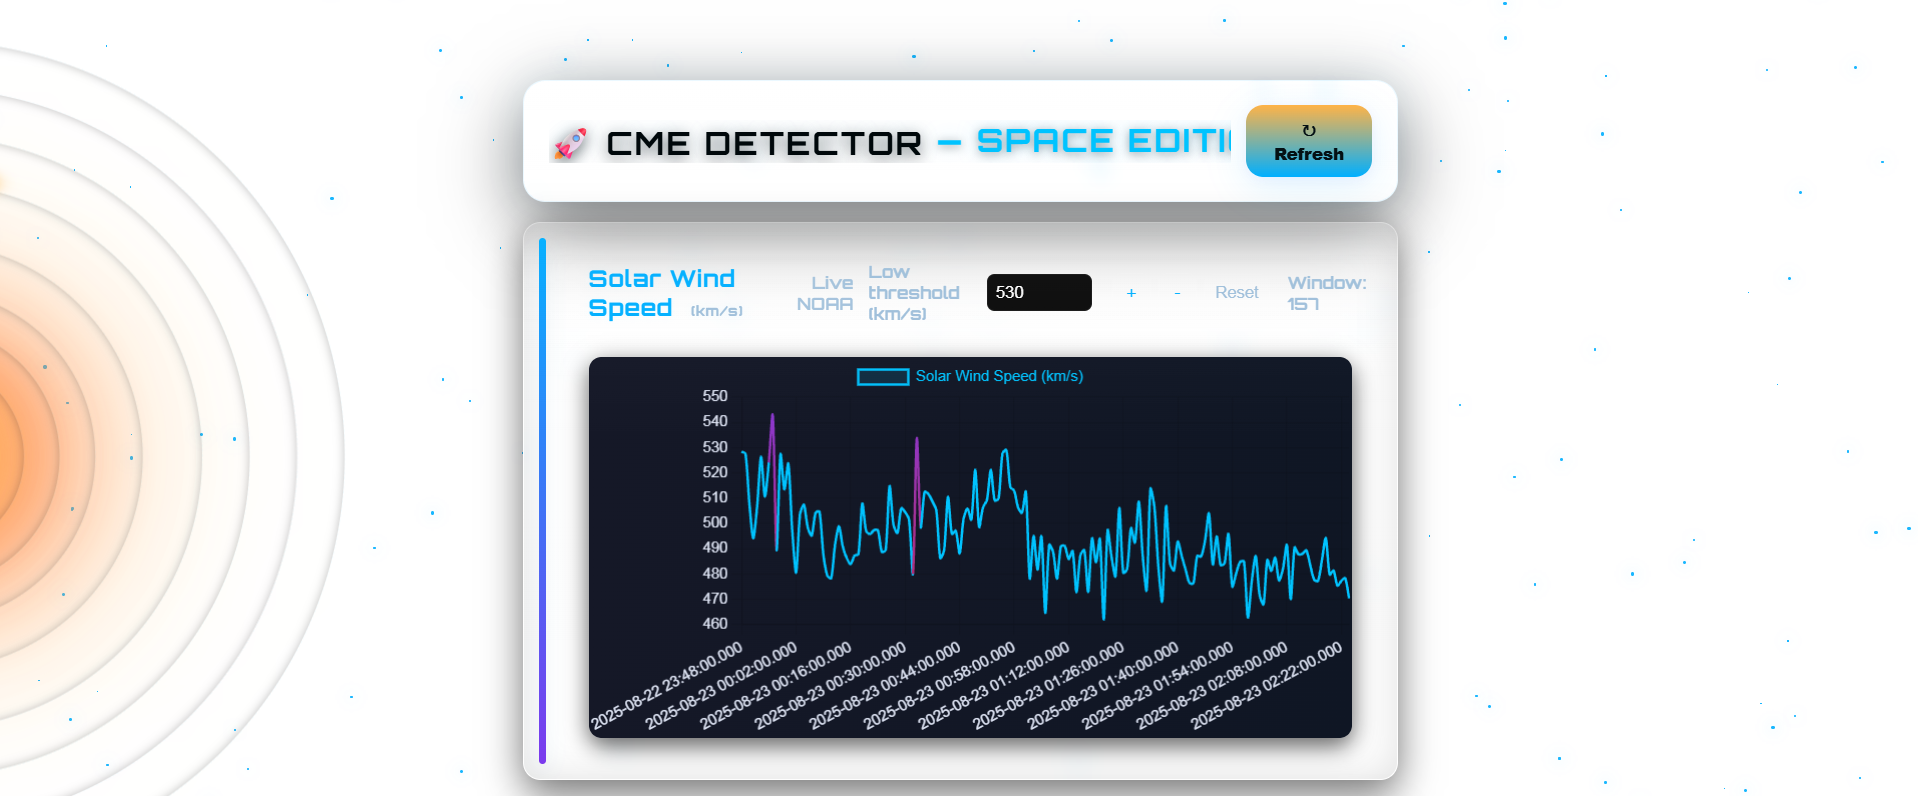 🚀 CME DETECTOR – SPACE EDITI
↻
Refresh
Solar Wind
Speed (km/s)
Live
NOAA
Low
threshold
(km/s)
530
+
-
Reset
Window:
157
Solar Wind Speed (km/s)
550
540
530
520
510
500
490
480
470
460
2025-08-22 23:48:00.000
2025-08-23 00:02:00.000
2025-08-23 00:16:00.000
2025-08-23 00:30:00.000
2025-08-23 00:44:00.000
2025-08-23 00:58:00.000
2025-08-23 01:12:00.000
2025-08-23 01:26:00.000
2025-08-23 01:40:00.000
2025-08-23 01:54:00.000
2025-08-23 02:08:00.000
2025-08-23 02:22:00.000